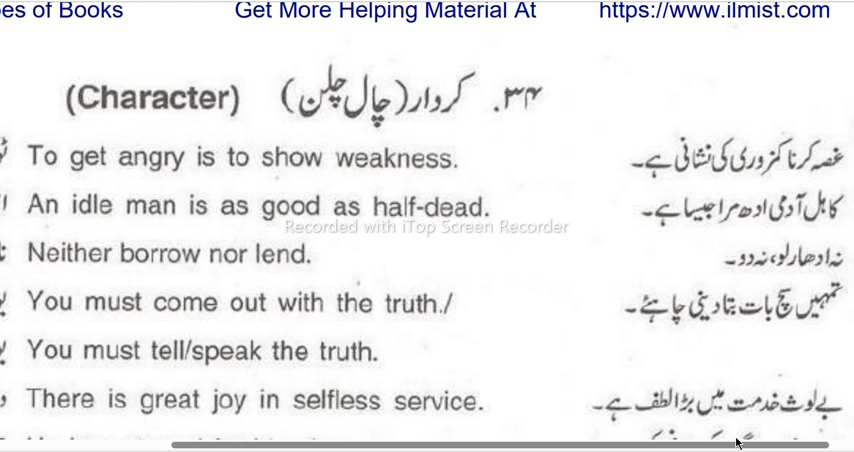 es of Books Get More Helping Material At https://www.ilmist.com
۳۴. کردار (چال چلن) (Character)
To get angry is to show weakness. غصہ کرنا کمزوری کی نشانی ہے۔
An idle man is as good as half-dead. کاہل آدمی ادھ مرا جیسا ہے۔
Recorded with iTop Screen Recorder
Neither borrow nor lend. نہ ادھار لو، نہ دو۔
You must come out with the truth./ تمہیں سچ بات بتا دینی چاہئے۔
You must tell/speak the truth.
There is great joy in selfless service. بے لوث خدمت میں بڑا لطف ہے۔